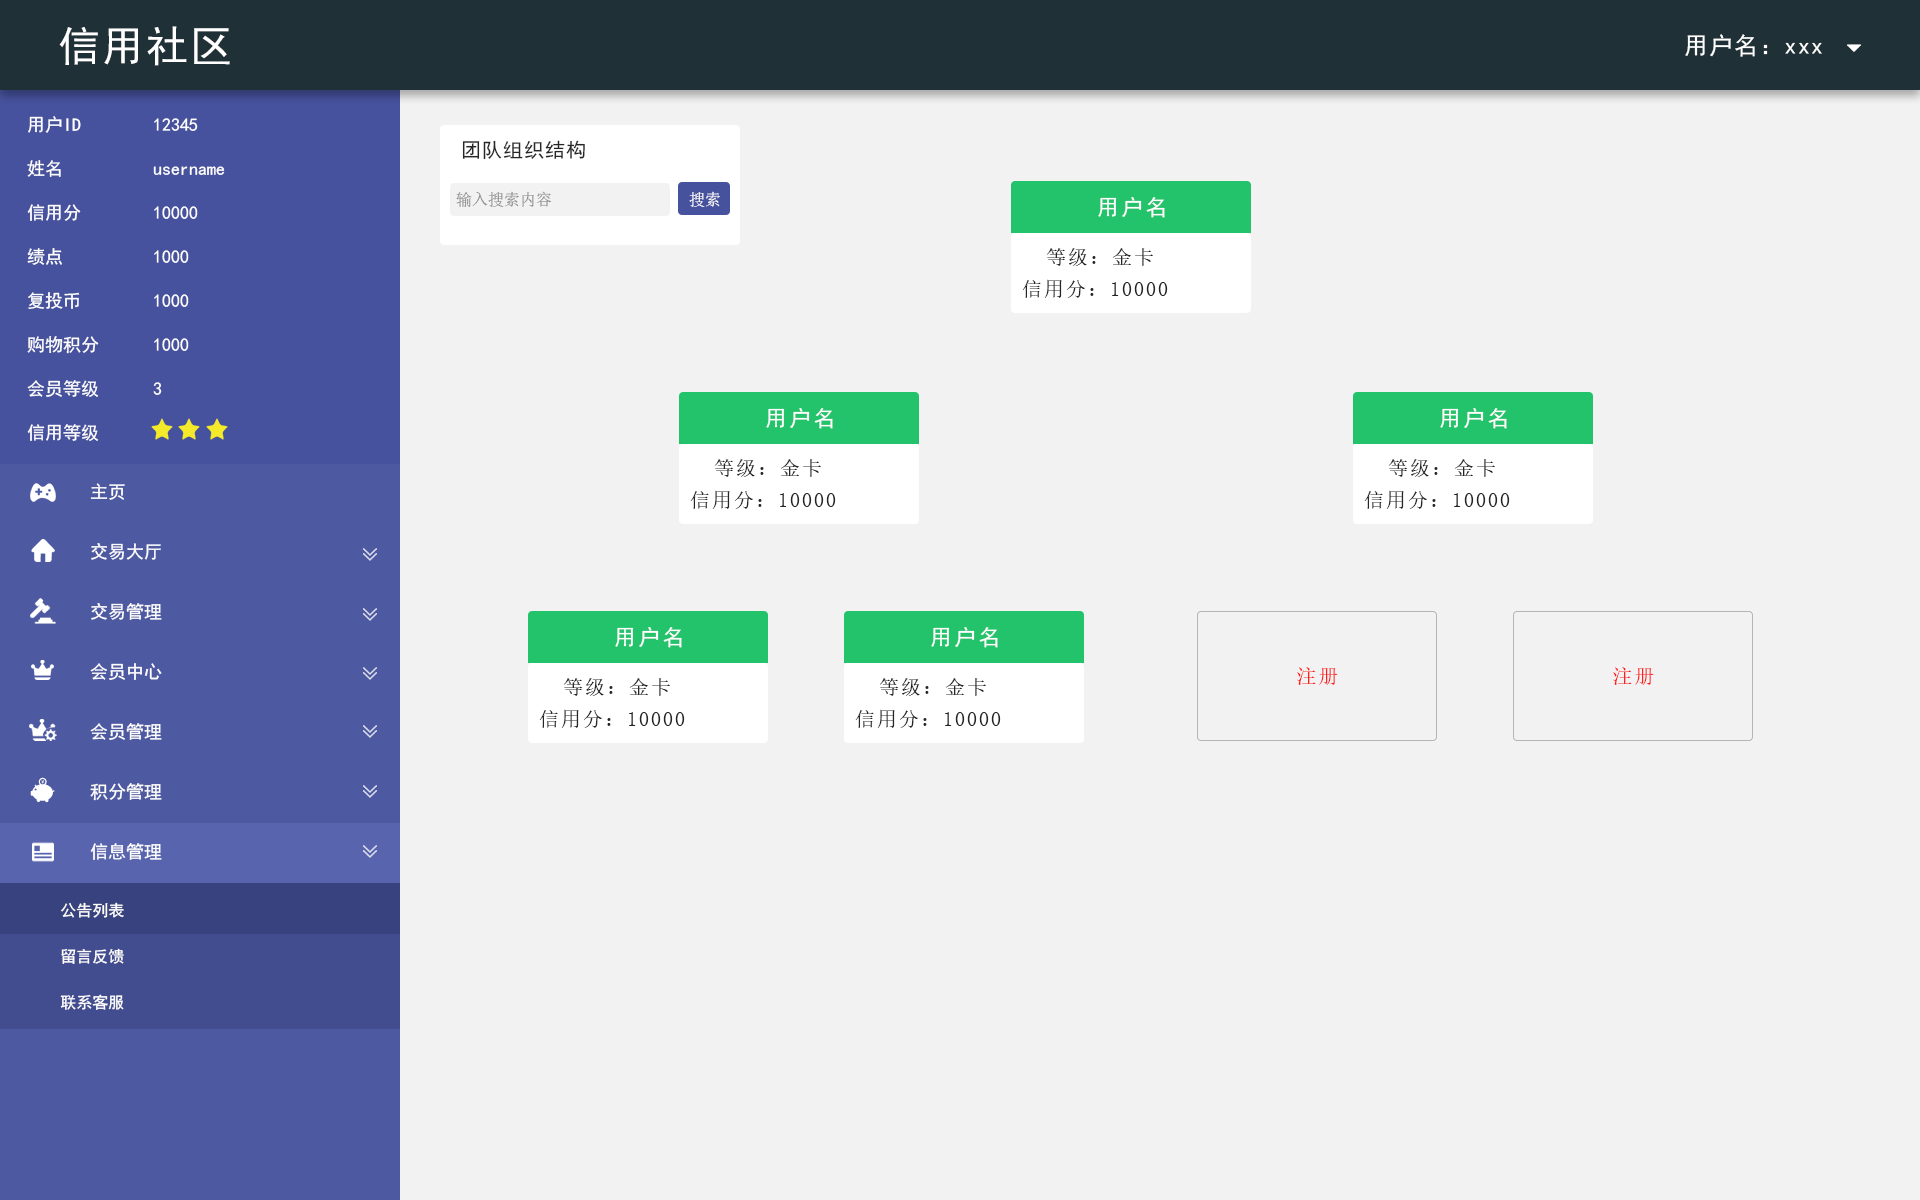 信用社区
用户名：xxx
用户ID 12345
姓名 username
信用分 10000
绩点 1000
复投币 1000
购物积分 1000
会员等级 3
信用等级
主页
交易大厅
交易管理
会员中心
会员管理
积分管理
信息管理
公告列表
留言反馈
联系客服
团队组织结构
输入搜索内容 搜索
用户名
等级：金卡
信用分：10000
用户名
等级：金卡
信用分：10000
用户名
等级：金卡
信用分：10000
用户名
等级：金卡
信用分：10000
用户名
等级：金卡
信用分：10000
注册
注册